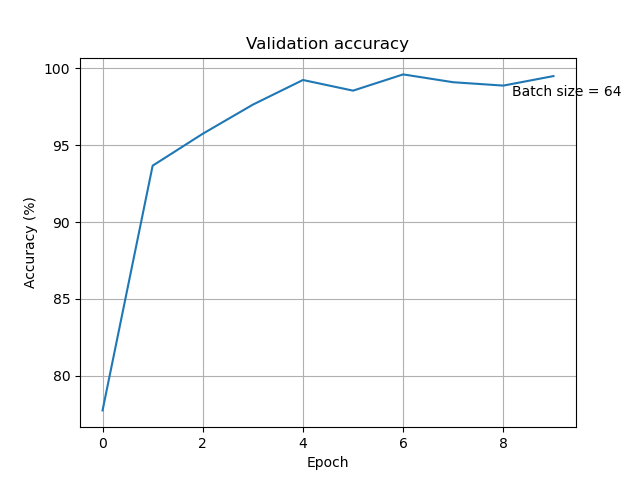 Validation accuracy
100
95
90
85
80
Accuracy (%)
Batch size = 64
0 2 4 6 8
Epoch